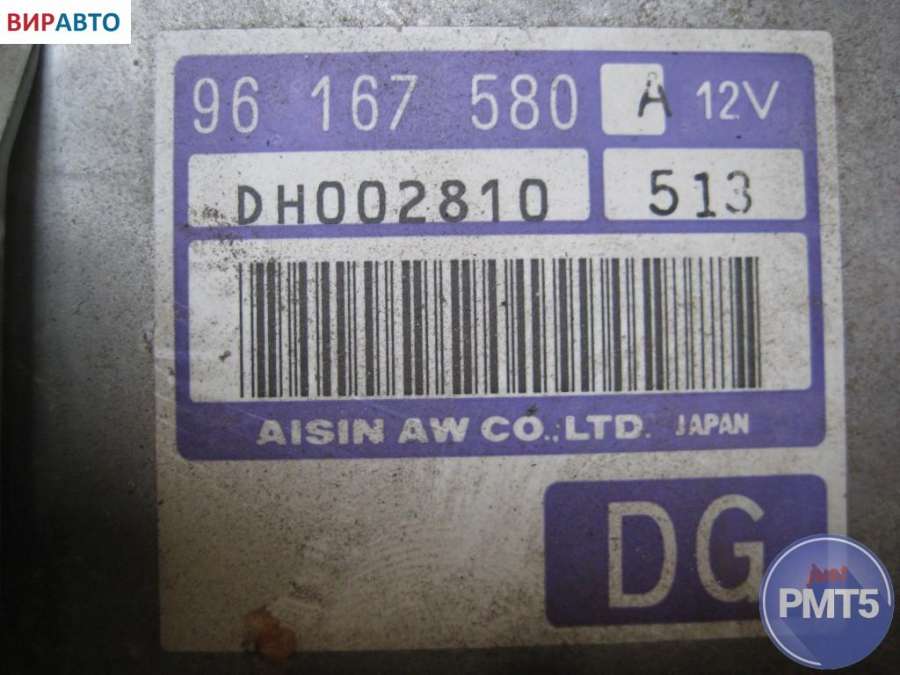 ВИРАВТО
96 167 580 A 12V
DH002810 513
AISIN AW CO.,LTD. JAPAN
DG
PMT5